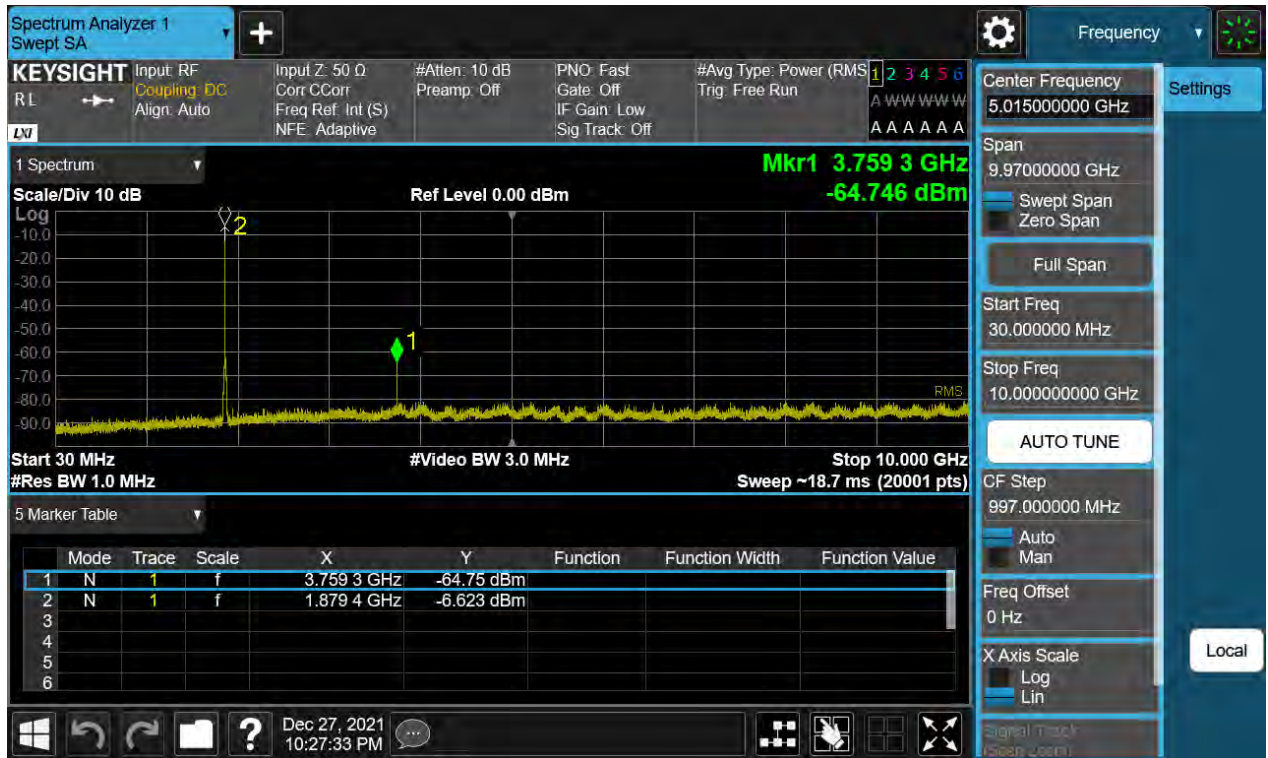 Spectrum Analyzer 1
Swept SA
+
Frequency
KEYSIGHT
RL
LXI
Input: RF
Coupling: DC
Align: Auto
Input Z: 50 Ω
Corr CCorr
Freq Ref: Int (S)
NFE: Adaptive
#Atten: 10 dB
Preamp: Off
PNO: Fast
Gate: Off
IF Gain: Low
Sig Track: Off
#Avg Type: Power (RMS
Trig: Free Run
1 2 3 4 5 6
A W W W W W
A A A A A A
1 Spectrum
Mkr1 3.759 3 GHz
Scale/Div 10 dB
Ref Level 0.00 dBm
-64.746 dBm
Log
-10.0
-20.0
-30.0
-40.0
-50.0
-60.0
-70.0
-80.0
-90.0
2
1
RMS
Start 30 MHz
#Video BW 3.0 MHz
Stop 10.000 GHz
#Res BW 1.0 MHz
Sweep ~18.7 ms (20001 pts)
5 Marker Table
Mode Trace Scale X Y Function Function Width Function Value
1 N 1 f 3.759 3 GHz -64.75 dBm
2 N 1 f 1.879 4 GHz -6.623 dBm
3
4
5
6
?
Dec 27, 2021
10:27:33 PM
Center Frequency
5.015000000 GHz
Span
9.97000000 GHz
Swept Span
Zero Span
Full Span
Start Freq
30.000000 MHz
Stop Freq
10.000000000 GHz
AUTO TUNE
CF Step
997.000000 MHz
Auto
Man
Freq Offset
0 Hz
X Axis Scale
Log
Lin
Signal Track
(Span Zoom)
Settings
Local